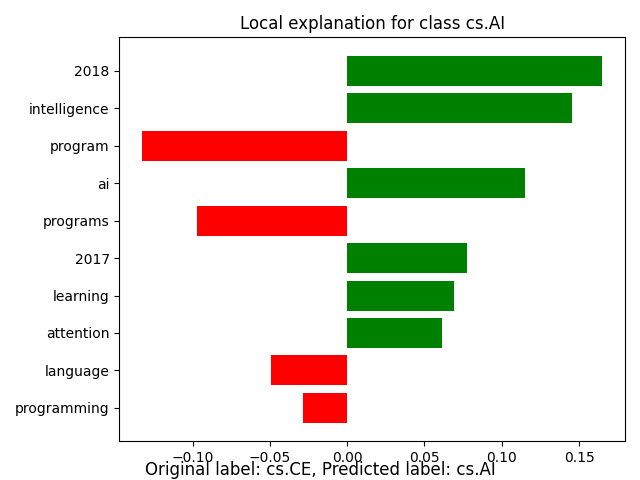 Local explanation for class cs.AI
2018
intelligence
program
ai
programs
2017
learning
attention
language
programming
−0.10 −0.05 0.00 0.05 0.10 0.15
Original label: cs.CE, Predicted label: cs.AI